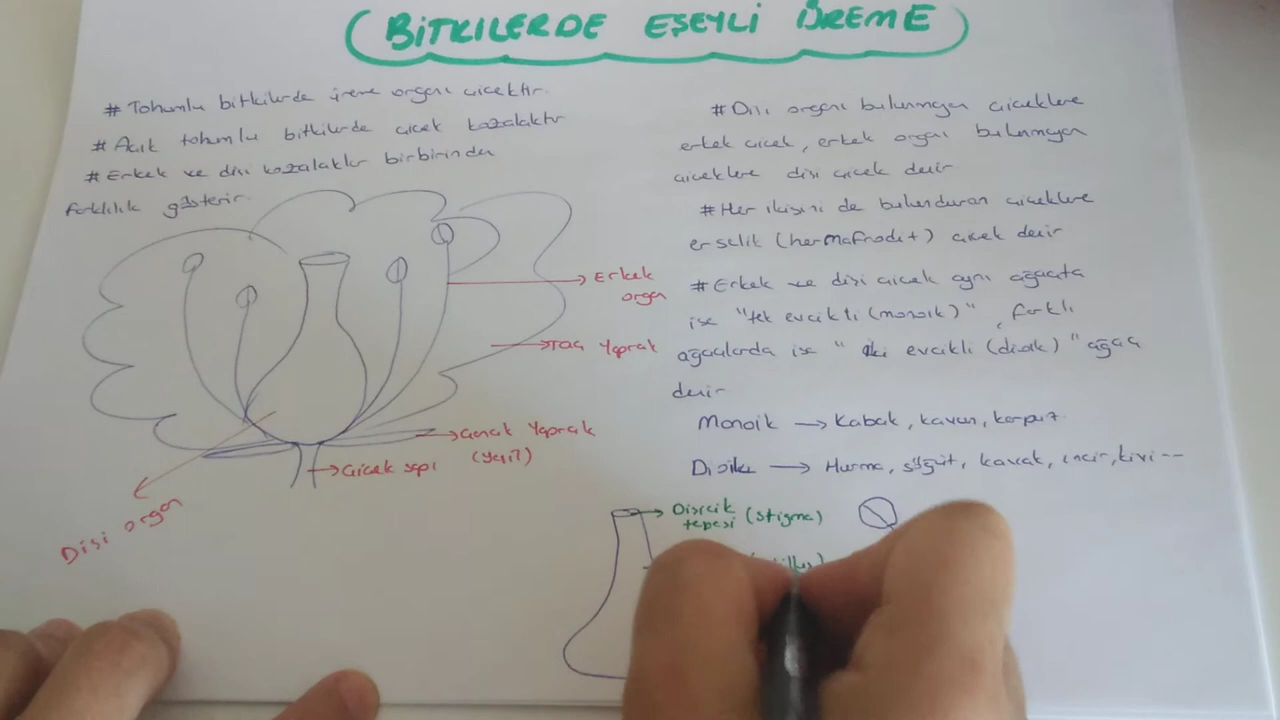 BİTKİLERDE EŞEYLİ ÜREME
# Tohumlu bitkilerde üreme organı çiçektir.
# Açık tohumlu bitkilerde çiçek kozalaktır
# Erkek ve dişi kozalaklar birbirinden
farklılık gösterir.
Erkek
organ
Taç Yaprak
Çanak Yaprak
(yeşil)
Çiçek sapı
Dişi organ
# Dişi organı bulunmayan çiçeklere
erkek çiçek, erkek organı bulunmayan
çiçeklere dişi çiçek denir
# Her ikisini de bulunduran çiçeklere
erselik (hermafrodit) çiçek denir
# Erkek ve dişi çiçek aynı ağaçta
ise "tek evcikli (monoik)", farklı
ağaçlarda ise "iki evcikli (dioik)" ağaç
denir
Monoik → Kabak, kavun, karpuz
Dioik → Hurma, söğüt, kavak, incir, kivi --
Dişicik
tepesi (stigma)